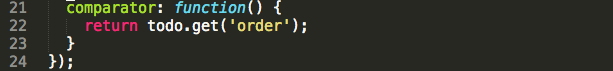 21 comparator: function() {
22 return todo.get('order');
23 }
24 });